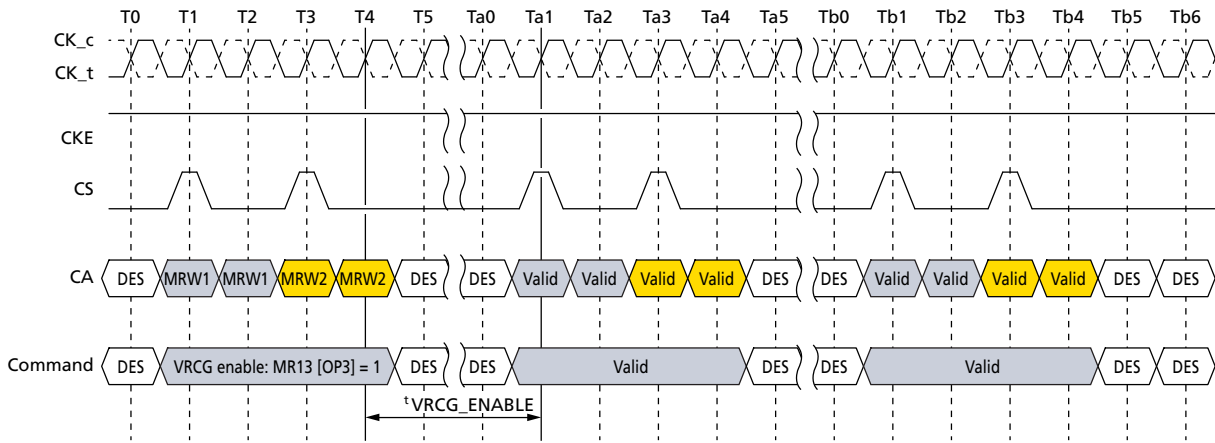 T0 T1 T2 T3 T4 T5 Ta0 Ta1 Ta2 Ta3 Ta4 Ta5 Tb0 Tb1 Tb2 Tb3 Tb4 Tb5 Tb6
CK_c
CK_t
CKE
CS
CA DES MRW1 MRW1 MRW2 MRW2 DES DES Valid Valid Valid Valid DES DES Valid Valid Valid Valid DES DES
Command DES VRCG enable: MR13 [OP3] = 1 DES DES Valid DES DES Valid DES DES
tVRCG_ENABLE